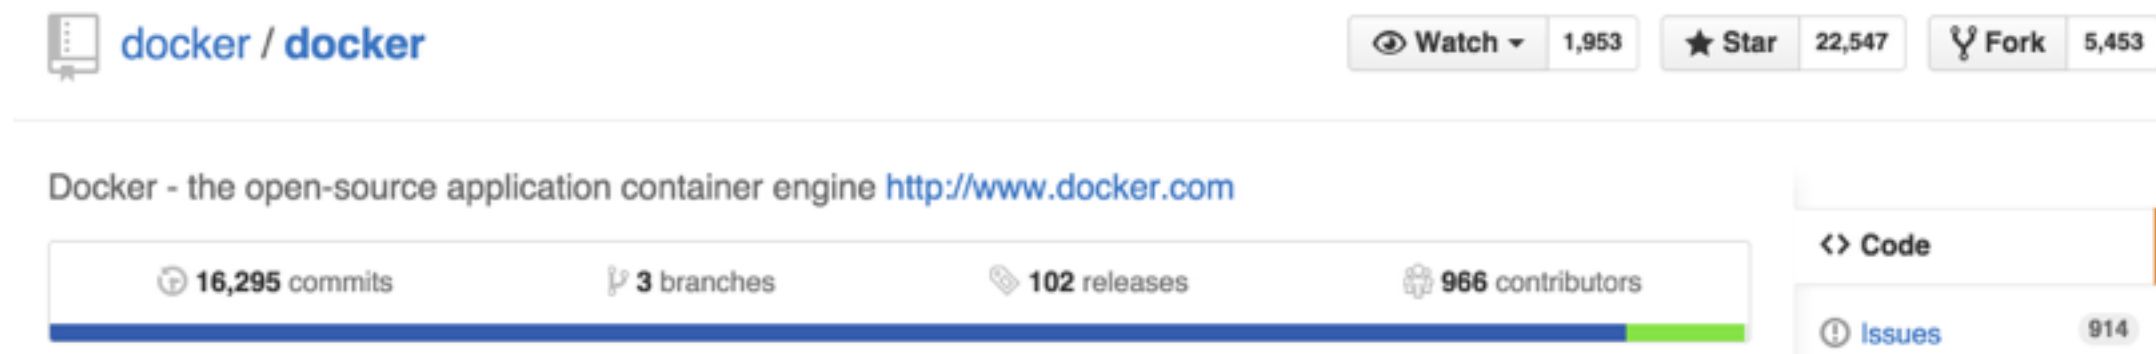 docker / docker
Watch 1,953 Star 22,547 Fork 5,453
Docker - the open-source application container engine http://www.docker.com
16,295 commits 3 branches 102 releases 966 contributors
Code
Issues 914